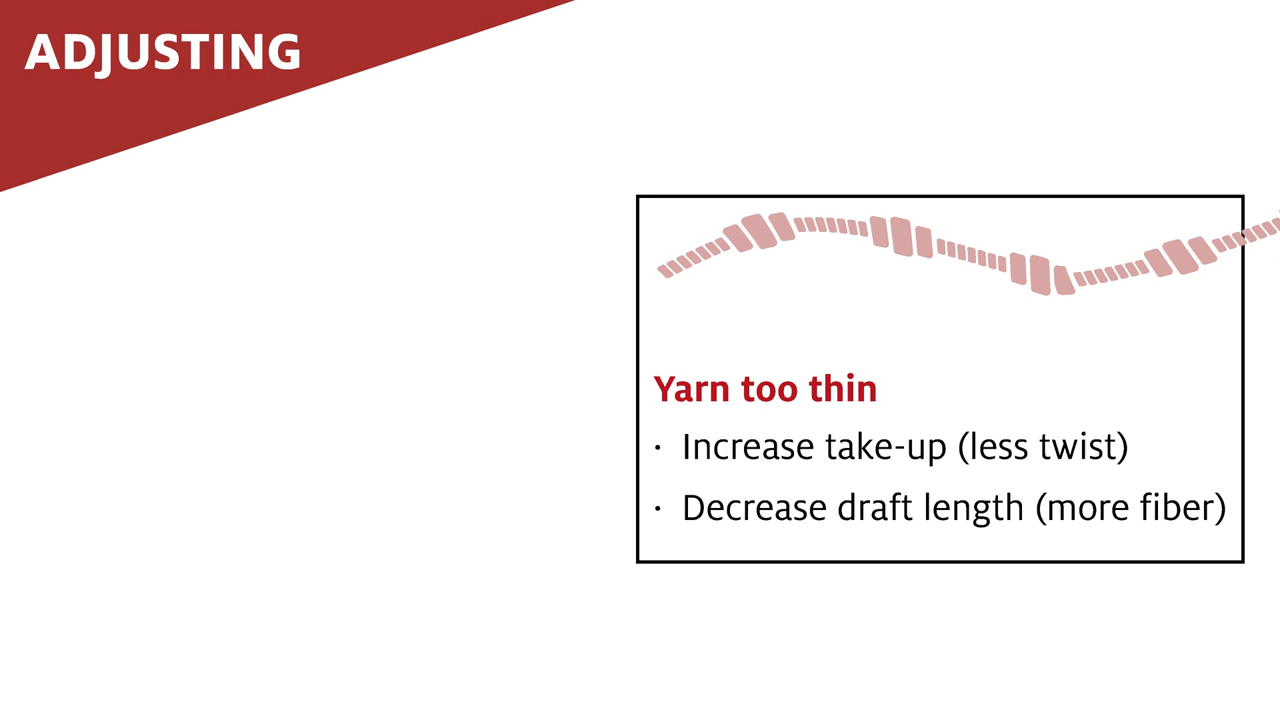 ADJUSTING
Yarn too thin
· Increase take-up (less twist)
· Decrease draft length (more fiber)